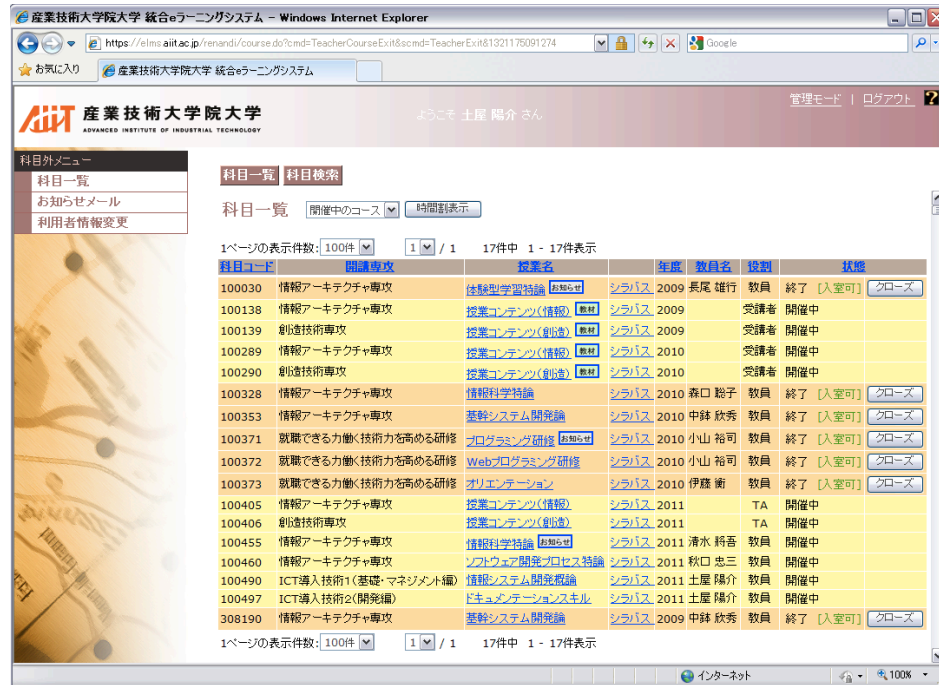 産業技術大学院大学 統合eラーニングシステム - Windows Internet Explorer
https://elms.aiit.ac.jp/renandi/course.do?cmd=TeacherCourseExit&scmd=TeacherExit&1321175091274
Google
お気に入り 産業技術大学院大学 統合eラーニングシステム
管理モード | ログアウト ?
AIIT 産業技術大学院大学
ADVANCED INSTITUTE OF INDUSTRIAL TECHNOLOGY
ようこそ 土屋 陽介 さん
科目外メニュー
科目一覧
お知らせメール
利用者情報変更
科目一覧 科目検索
科目一覧 開催中のコース 時間割表示
1ページの表示件数: 100件 1 / 1 17件中 1 - 17件表示
科目コード 開講専攻 授業名 年度 教員名 役割 状態
100030 情報アーキテクチャ専攻 体験型学習特論 お知らせ シラバス 2009 長尾 雄行 教員 終了 [入室可] クローズ
100138 情報アーキテクチャ専攻 授業コンテンツ(情報) 教材 シラバス 2009 受講者 開催中
100139 創造技術専攻 授業コンテンツ(創造) 教材 シラバス 2009 受講者 開催中
100289 情報アーキテクチャ専攻 授業コンテンツ(情報) 教材 シラバス 2010 受講者 開催中
100290 創造技術専攻 授業コンテンツ(創造) 教材 シラバス 2010 受講者 開催中
100328 情報アーキテクチャ専攻 情報科学特論 シラバス 2010 森口 聡子 教員 終了 [入室可] クローズ
100353 情報アーキテクチャ専攻 基幹システム開発論 シラバス 2010 中鉢 欣秀 教員 終了 [入室可] クローズ
100371 就職できる力働く技術力を高める研修 プログラミング研修 お知らせ シラバス 2010 小山 裕司 教員 終了 [入室可] クローズ
100372 就職できる力働く技術力を高める研修 Webプログラミング研修 シラバス 2010 小山 裕司 教員 終了 [入室可] クローズ
100373 就職できる力働く技術力を高める研修 オリエンテーション シラバス 2010 伊藤 衡 教員 終了 [入室可] クローズ
100405 情報アーキテクチャ専攻 授業コンテンツ(情報) シラバス 2011 TA 開催中
100406 創造技術専攻 授業コンテンツ(創造) シラバス 2011 TA 開催中
100455 情報アーキテクチャ専攻 情報科学特論 お知らせ シラバス 2011 清水 將吾 教員 開催中
100460 情報アーキテクチャ専攻 ソフトウェア開発プロセス特論 シラバス 2011 秋口 忠三 教員 開催中
100490 ICT導入技術1(基礎・マネジメント編) 情報システム開発概論 シラバス 2011 土屋 陽介 教員 開催中
100497 ICT導入技術2(開発編) ドキュメンテーションスキル シラバス 2011 土屋 陽介 教員 開催中
308190 情報アーキテクチャ専攻 基幹システム開発論 シラバス 2009 中鉢 欣秀 教員 終了 [入室可] クローズ
1ページの表示件数: 100件 1 / 1 17件中 1 - 17件表示
インターネット 100%